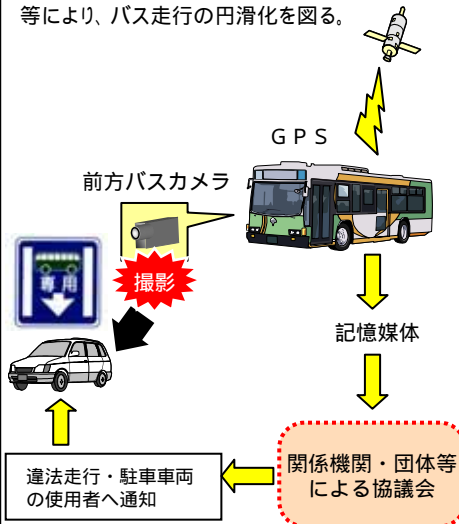 等により、バス走行の円滑化を図る。
ＧＰＳ
前方バスカメラ
専用
撮影
記憶媒体
関係機関・団体等
による協議会
違法走行・駐車車両
の使用者へ通知